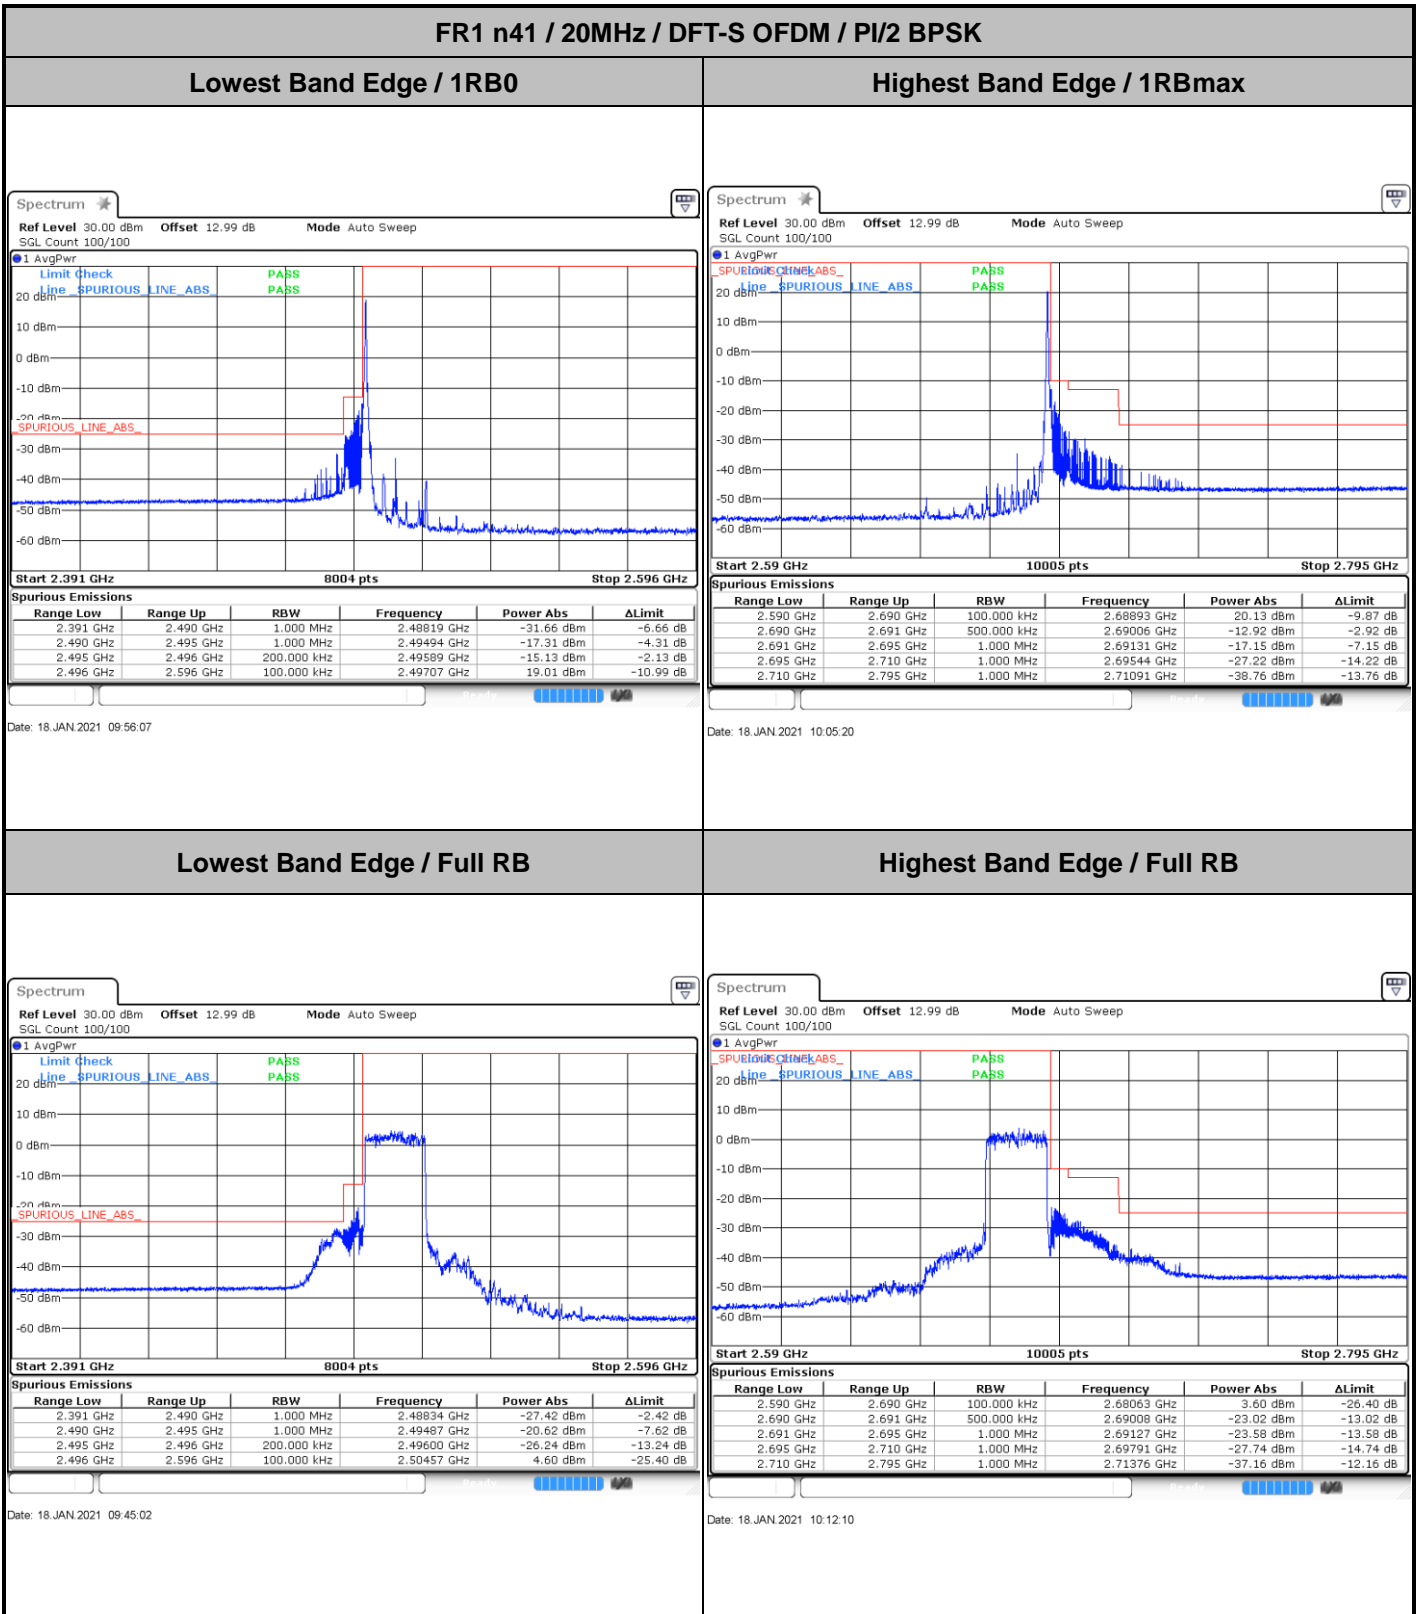 FR1 n41 / 20MHz / DFT-S OFDM / PI/2 BPSK
Lowest Band Edge / 1RB0
Highest Band Edge / 1RBmax
Spectrum
Ref Level 30.00 dBm Offset 12.99 dB Mode Auto Sweep
SGL Count 100/100
1 AvgPwr
Limit Check PASS
Line _SPURIOUS_LINE_ABS_ PASS
20 dBm
10 dBm
0 dBm
-10 dBm
-20 dBm
_SPURIOUS_LINE_ABS_
-30 dBm
-40 dBm
-50 dBm
-60 dBm
Start 2.391 GHz 8004 pts Stop 2.596 GHz
Spurious Emissions
Range Low Range Up RBW Frequency Power Abs ΔLimit
2.391 GHz 2.490 GHz 1.000 MHz 2.48819 GHz -31.66 dBm -6.66 dB
2.490 GHz 2.495 GHz 1.000 MHz 2.49494 GHz -17.31 dBm -4.31 dB
2.495 GHz 2.496 GHz 200.000 kHz 2.49589 GHz -15.13 dBm -2.13 dB
2.496 GHz 2.596 GHz 100.000 kHz 2.49707 GHz 19.01 dBm -10.99 dB
Date: 18.JAN.2021 09:56:07
Spectrum
Ref Level 30.00 dBm Offset 12.99 dB Mode Auto Sweep
SGL Count 100/100
1 AvgPwr
_SPURIOUS_LINE_ABS_
Limit Check PASS
Line _SPURIOUS_LINE_ABS_ PASS
20 dBm
10 dBm
0 dBm
-10 dBm
-20 dBm
-30 dBm
-40 dBm
-50 dBm
-60 dBm
Start 2.59 GHz 10005 pts Stop 2.795 GHz
Spurious Emissions
Range Low Range Up RBW Frequency Power Abs ΔLimit
2.590 GHz 2.690 GHz 100.000 kHz 2.68893 GHz 20.13 dBm -9.87 dB
2.690 GHz 2.691 GHz 500.000 kHz 2.69006 GHz -12.92 dBm -2.92 dB
2.691 GHz 2.695 GHz 1.000 MHz 2.69131 GHz -17.15 dBm -7.15 dB
2.695 GHz 2.710 GHz 1.000 MHz 2.69544 GHz -27.22 dBm -14.22 dB
2.710 GHz 2.795 GHz 1.000 MHz 2.71091 GHz -38.76 dBm -13.76 dB
Ready
Date: 18.JAN.2021 10:05:20
Lowest Band Edge / Full RB
Highest Band Edge / Full RB
Spectrum
Ref Level 30.00 dBm Offset 12.99 dB Mode Auto Sweep
SGL Count 100/100
1 AvgPwr
Limit Check PASS
Line _SPURIOUS_LINE_ABS_ PASS
20 dBm
10 dBm
0 dBm
-10 dBm
-20 dBm
_SPURIOUS_LINE_ABS_
-30 dBm
-40 dBm
-50 dBm
-60 dBm
Start 2.391 GHz 8004 pts Stop 2.596 GHz
Spurious Emissions
Range Low Range Up RBW Frequency Power Abs ΔLimit
2.391 GHz 2.490 GHz 1.000 MHz 2.48834 GHz -27.42 dBm -2.42 dB
2.490 GHz 2.495 GHz 1.000 MHz 2.49487 GHz -20.62 dBm -7.62 dB
2.495 GHz 2.496 GHz 200.000 kHz 2.49600 GHz -26.24 dBm -13.24 dB
2.496 GHz 2.596 GHz 100.000 kHz 2.50457 GHz 4.60 dBm -25.40 dB
Date: 18.JAN.2021 09:45:02
Spectrum
Ref Level 30.00 dBm Offset 12.99 dB Mode Auto Sweep
SGL Count 100/100
1 AvgPwr
_SPURIOUS_LINE_ABS_
Limit Check PASS
Line _SPURIOUS_LINE_ABS_ PASS
20 dBm
10 dBm
0 dBm
-10 dBm
-20 dBm
-30 dBm
-40 dBm
-50 dBm
-60 dBm
Start 2.59 GHz 10005 pts Stop 2.795 GHz
Spurious Emissions
Range Low Range Up RBW Frequency Power Abs ΔLimit
2.590 GHz 2.690 GHz 100.000 kHz 2.68063 GHz 3.60 dBm -26.40 dB
2.690 GHz 2.691 GHz 500.000 kHz 2.69008 GHz -23.02 dBm -13.02 dB
2.691 GHz 2.695 GHz 1.000 MHz 2.69127 GHz -23.58 dBm -13.58 dB
2.695 GHz 2.710 GHz 1.000 MHz 2.69791 GHz -27.74 dBm -14.74 dB
2.710 GHz 2.795 GHz 1.000 MHz 2.71376 GHz -37.16 dBm -12.16 dB
Ready
Date: 18.JAN.2021 10:12:10